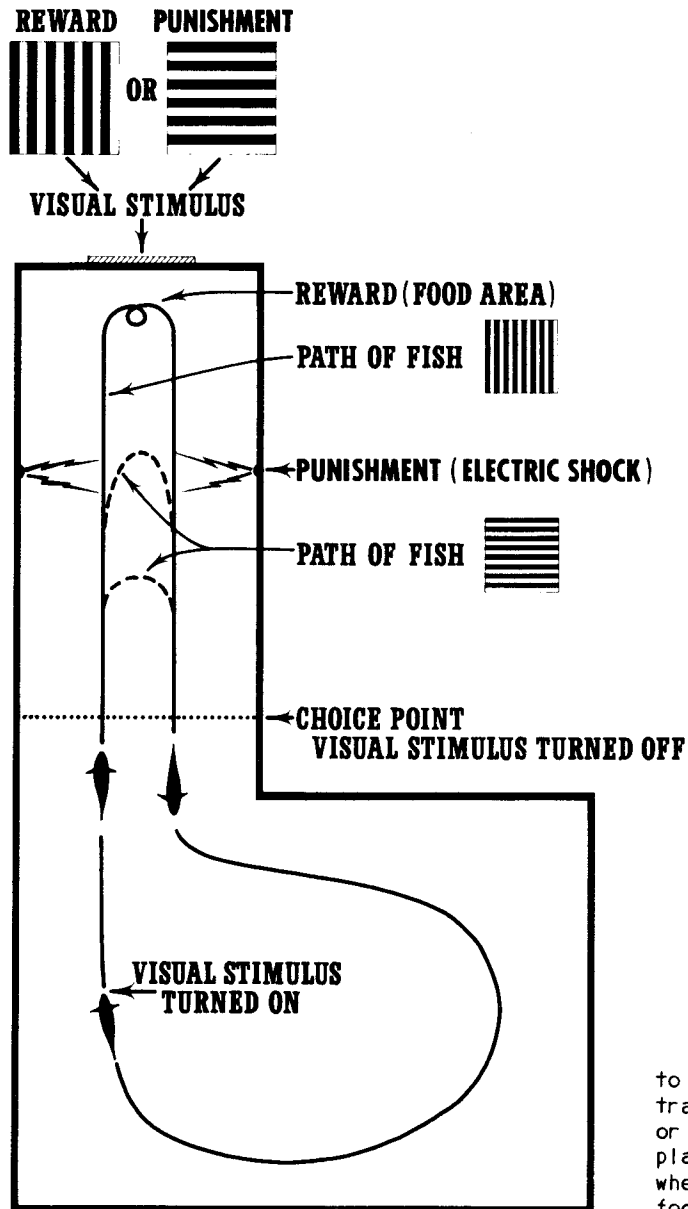 REWARD PUNISHMENT
OR
VISUAL STIMULUS
REWARD (FOOD AREA)
PATH OF FISH
PUNISHMENT (ELECTRIC SHOCK)
PATH OF FISH
CHOICE POINT
VISUAL STIMULUS TURNED OFF
VISUAL STIMULUS
TURNED ON
to
tra
or
pla
whe